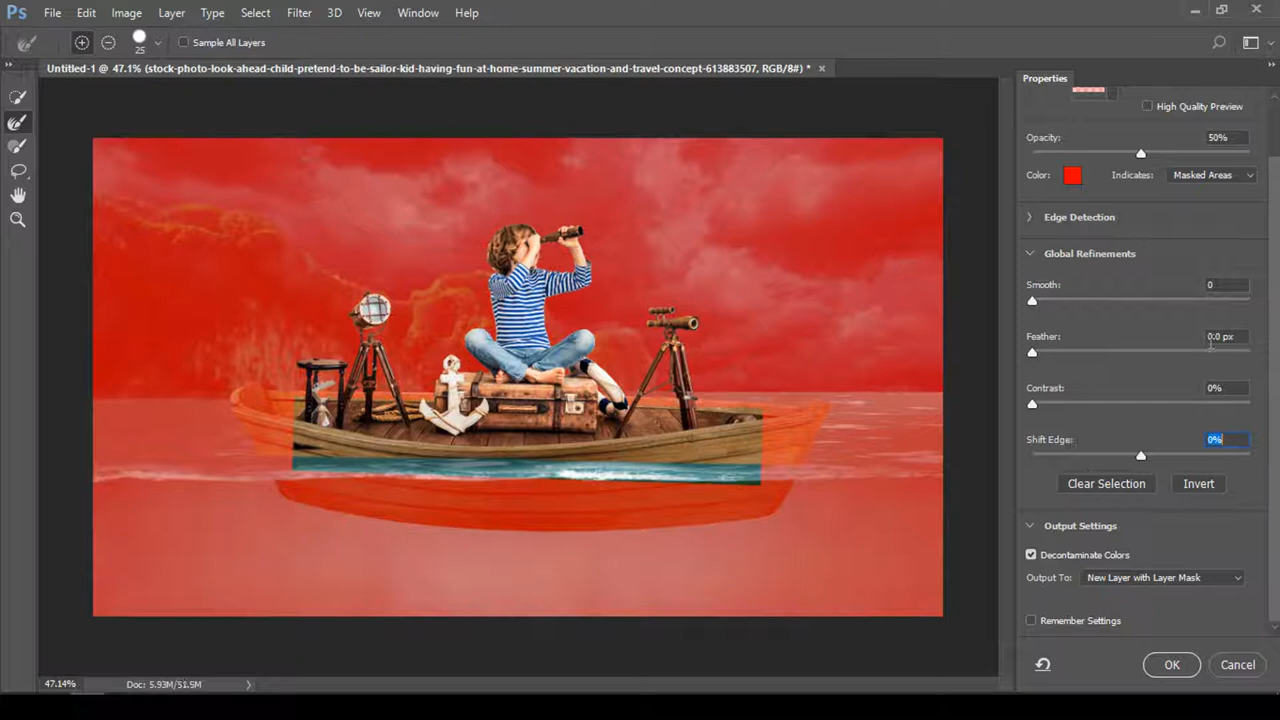 Ps File Edit Image Layer Type Select Filter 3D View Window Help
25 Sample All Layers
Untitled-1 @ 47.1% (stock-photo-look-ahead-child-pretend-to-be-sailor-kid-having-fun-at-home-summer-vacation-and-travel-concept-613883507, RGB/8#) *
Properties
High Quality Preview
Opacity: 50%
Color: Indicates: Masked Areas
Edge Detection
Global Refinements
Smooth: 0
Feather: 0.0 px
Contrast: 0%
Shift Edge: 0%
Clear Selection Invert
Output Settings
Decontaminate Colors
Output To: New Layer with Layer Mask
Remember Settings
OK Cancel
47.14% Doc: 5.93M/51.5M